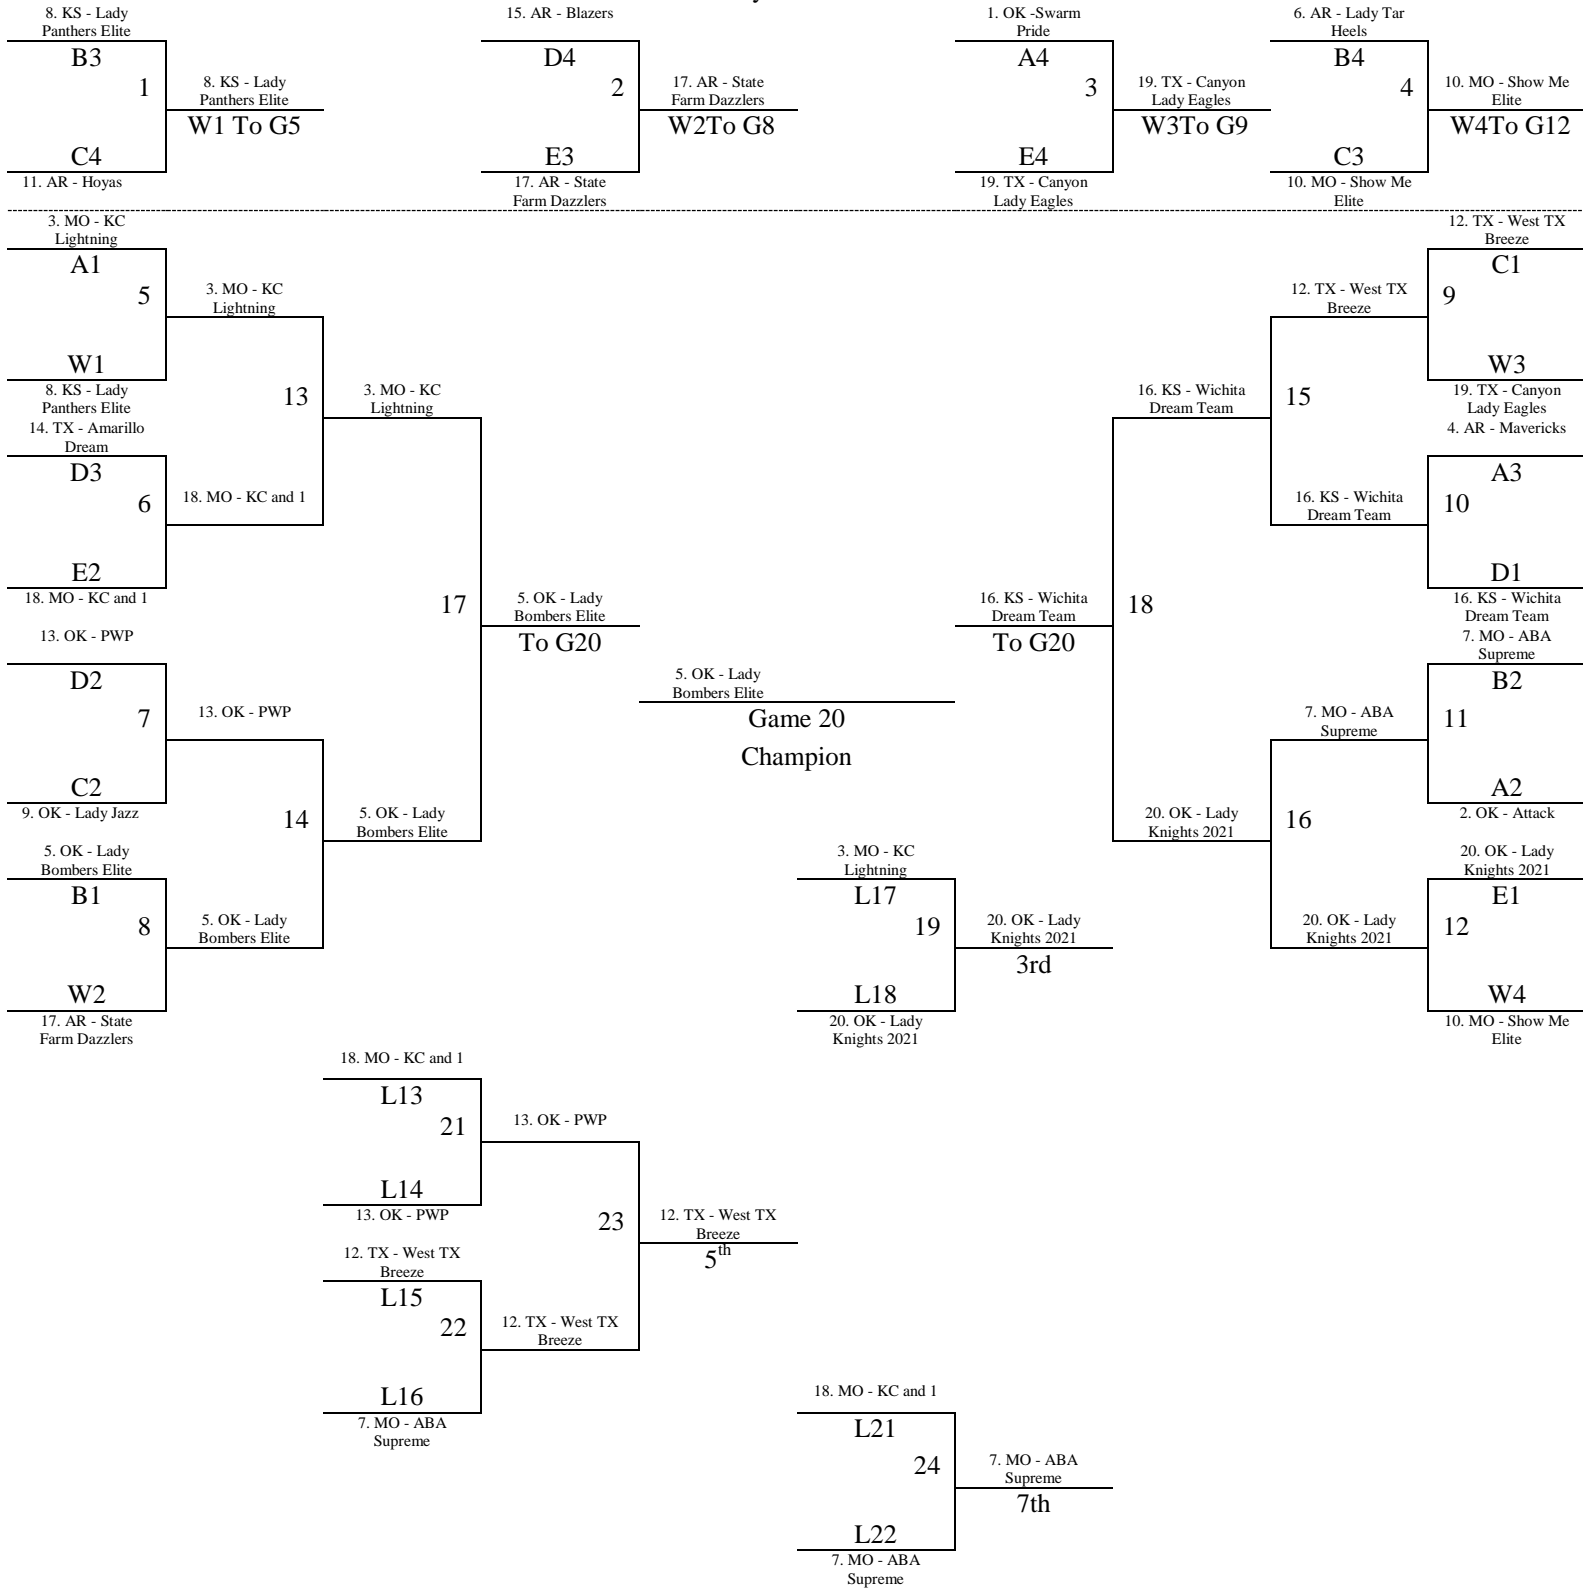 8. KS - Lady
Panthers Elite
B3
1
C4
11. AR - Hoyas
8. KS - Lady
Panthers Elite
W1 To G5
15. AR - Blazers
D4
2
E3
17. AR - State
Farm Dazzlers
17. AR - State
Farm Dazzlers
W2To G8
1. OK -Swarm
Pride
A4
3
E4
19. TX - Canyon
Lady Eagles
19. TX - Canyon
Lady Eagles
W3To G9
6. AR - Lady Tar
Heels
B4
4
C3
10. MO - Show Me
Elite
10. MO - Show Me
Elite
W4To G12
3. MO - KC
Lightning
A1
5
W1
8. KS - Lady
Panthers Elite
3. MO - KC
Lightning
14. TX - Amarillo
Dream
D3
6
E2
18. MO - KC and 1
18. MO - KC and 1
13
3. MO - KC
Lightning
13. OK - PWP
D2
7
C2
9. OK - Lady Jazz
13. OK - PWP
5. OK - Lady
Bombers Elite
B1
8
W2
17. AR - State
Farm Dazzlers
5. OK - Lady
Bombers Elite
14
5. OK - Lady
Bombers Elite
17
5. OK - Lady
Bombers Elite
To G20
5. OK - Lady
Bombers Elite
Game 20
Champion
16. KS - Wichita
Dream Team
To G20
18
16. KS - Wichita
Dream Team
15
12. TX - West TX
Breeze
12. TX - West TX
Breeze
C1
9
W3
19. TX - Canyon
Lady Eagles
4. AR - Mavericks
A3
10
D1
16. KS - Wichita
Dream Team
16. KS - Wichita
Dream Team
7. MO - ABA
Supreme
B2
11
A2
2. OK - Attack
7. MO - ABA
Supreme
16
20. OK - Lady
Knights 2021
20. OK - Lady
Knights 2021
E1
12
W4
10. MO - Show Me
Elite
20. OK - Lady
Knights 2021
3. MO - KC
Lightning
L17
19
L18
20. OK - Lady
Knights 2021
20. OK - Lady
Knights 2021
3rd
18. MO - KC and 1
L13
21
L14
13. OK - PWP
13. OK - PWP
12. TX - West TX
Breeze
L15
22
L16
7. MO - ABA
Supreme
12. TX - West TX
Breeze
23
12. TX - West TX
Breeze
5th
18. MO - KC and 1
L21
24
L22
7. MO - ABA
Supreme
7. MO - ABA
Supreme
7th